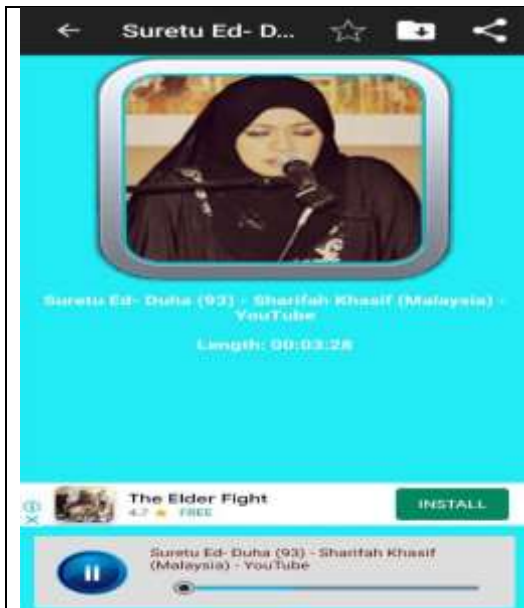 Suretu Ed- D...
Suretu Ed- Duha (93) - Sharifah Khasif (Malaysia) -
YouTube
Length: 00:03:28
The Elder Fight
4.7 ★ FREE
INSTALL
Suretu Ed- Duha (93) - Sharifah Khasif
(Malaysia) - YouTube